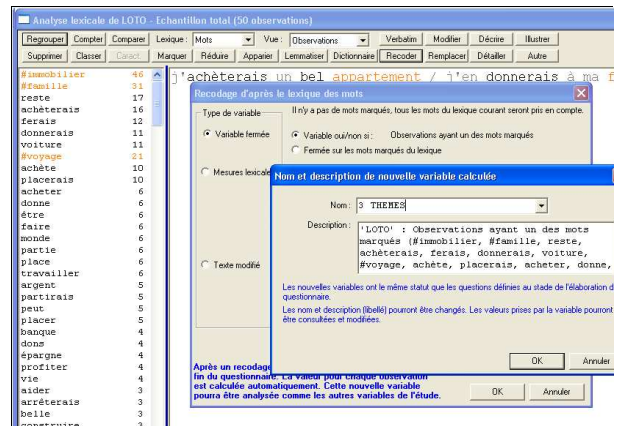 Analyse lexicale de LOTO - Echantillon total (50 observations)
Regrouper Compter Comparer Lexique : Mots Vue : Observations Verbatim Modifier Décrire Illustrer
Supprimer Classer Caract. Marquer Réduire Apparier Lemmatiser Dictionnaire Recoder Remplacer Détailler Autre
#immobilier 46
#famille 31
reste 17
achèterais 16
ferais 12
donnerais 11
voiture 11
#voyage 21
achète 10
placerais 10
acheter 6
donne 6
être 6
faire 6
monde 6
partie 6
place 6
travailler 6
argent 5
partirais 5
peut 5
placer 5
banque 4
dons 4
épargne 4
profiter 4
vie 4
aider 3
arrêterais 3
belle 3
construire 3
j'achèterais un bel appartement / j'en donnerais à ma f
Recodage d'après le lexique des mots
Type de variable
Il n'y a pas de mots marqués, tous les mots du lexique courant seront pris en compte.
Variable fermée
Variable oui/non si : Observations ayant un des mots marqués
Fermée sur les mots marqués du lexique
Mesures lexicale
Texte modifié
Après un recodage
fin du questionnaire. La valeur pour chaque observation
est calculée automatiquement. Cette nouvelle variable
pourra être analysée comme les autres variables de l'étude.
OK Annuler
Nom et description de nouvelle variable calculée
Nom : 3 THEMES
Description : 'LOTO' : Observations ayant un des mots
marqués (#immobilier, #famille, reste,
achèterais, ferais, donnerais, voiture,
#voyage, achète, placerais, acheter, donne,
Les nouvelles variables ont le même statut que les questions définies au stade de l'élaboration d
questionnaire.
Les nom et description (libellé) pourront être changés. Les valeurs prises par la variable pourront
être consultées et modifiées.
OK Annuler